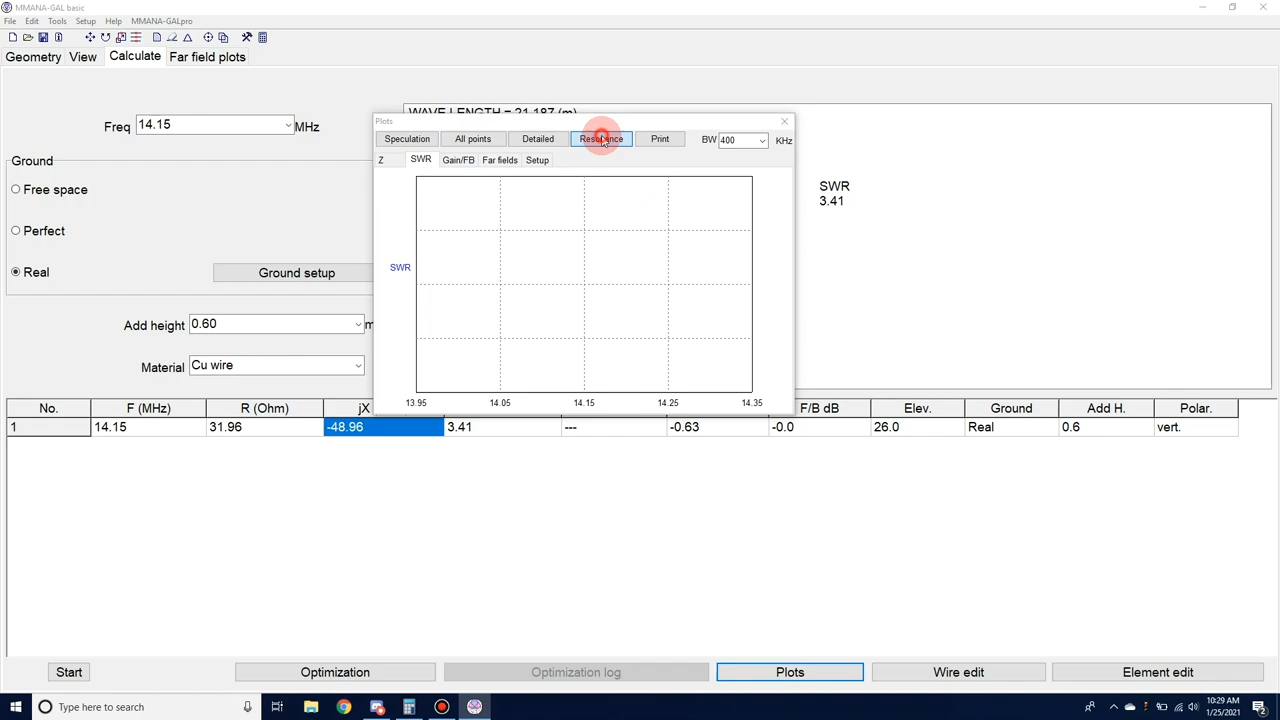 MMANA-GAL basic
File Edit Tools Setup Help MMANA-GALpro
Geometry View Calculate Far field plots
Freq 14.15 MHz
Ground
Free space
Perfect
Real
Ground setup
Add height 0.60 m
Material Cu wire
WAVE LENGTH = 21.187 (m)
SWR
3.41
Plots
Speculation All points Detailed Resonance Print BW 400 KHz
Z SWR Gain/FB Far fields Setup
SWR
13.95 14.05 14.15 14.25 14.35
No. F (MHz) R (Ohm) jX F/B dB Elev. Ground Add H. Polar.
1 14.15 31.96 -48.96 3.41 --- -0.63 -0.0 26.0 Real 0.6 vert.
Start Optimization Optimization log Plots Wire edit Element edit
Type here to search
10:29 AM
1/25/2021
2